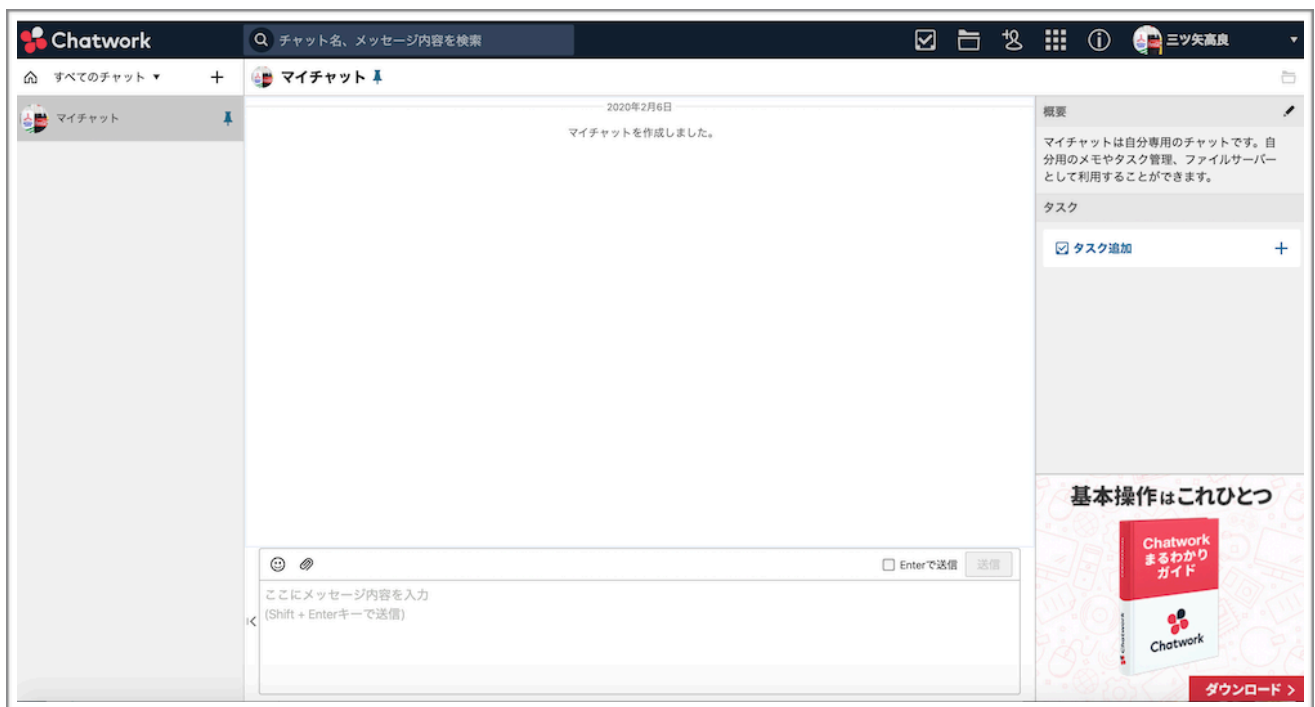 Chatwork
チャット名、メッセージ内容を検索
三ツ矢高良
すべてのチャット
マイチャット
マイチャット
2020年2月6日
マイチャットを作成しました。
概要
マイチャットは自分専用のチャットです。自
分用のメモやタスク管理、ファイルサーバー
として利用することができます。
タスク
タスク追加
Enterで送信
送信
ここにメッセージ内容を入力
(Shift + Enterキーで送信)
基本操作はこれひとつ
Chatwork
まるわかり
ガイド
Chatwork
Chatwork
ダウンロード